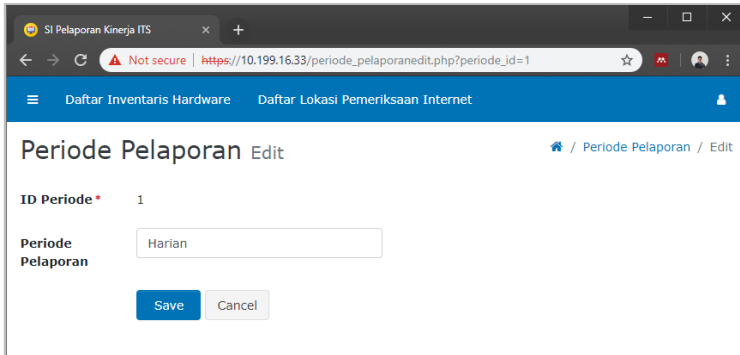 SI Pelaporan Kinerja ITS
Not secure | https://10.199.16.33/periode_pelaporanedit.php?periode_id=1
Daftar Inventaris Hardware Daftar Lokasi Pemeriksaan Internet
Periode Pelaporan Edit
/ Periode Pelaporan / Edit
ID Periode * 1
Periode
Pelaporan
Harian
Save Cancel